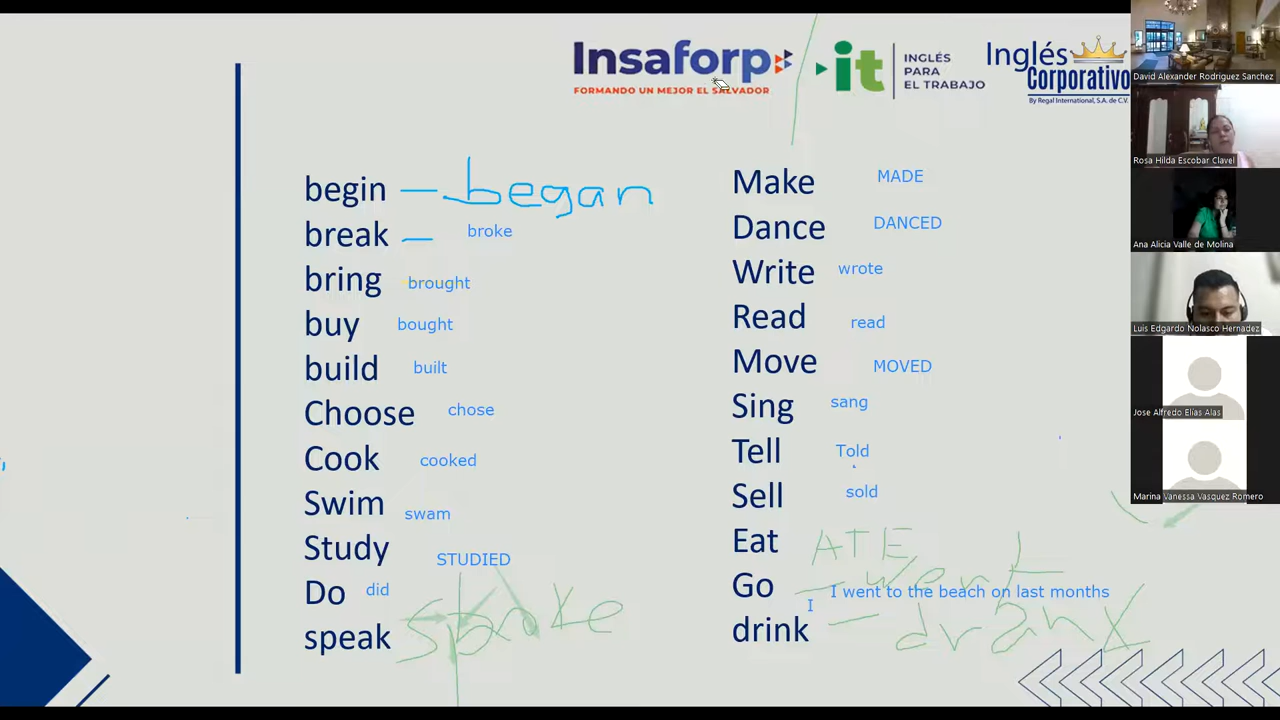 Insaforp
FORMANDO UN MEJOR EL SALVADOR
it
INGLÉS
PARA
EL TRABAJO
Inglés
Corporativo
By Regal International, S.A. de C.V.
begin — began
break — broke
bring brought
buy bought
build built
Choose chose
Cook cooked
Swim swam
Study STUDIED
Do did
speak spoke
Make MADE
Dance DANCED
Write wrote
Read read
Move MOVED
Sing sang
Tell Told
Sell sold
Eat ATE
Go — went
I I went to the beach on last months
drink — drank
David Alexander Rodriguez Sanchez
Rosa Hilda Escobar Clavel
Ana Alicia Valle de Molina
Luis Edgardo Nolasco Hernadez
Jose Alfredo Elias Alas
Marina Vanessa Vasquez Romero